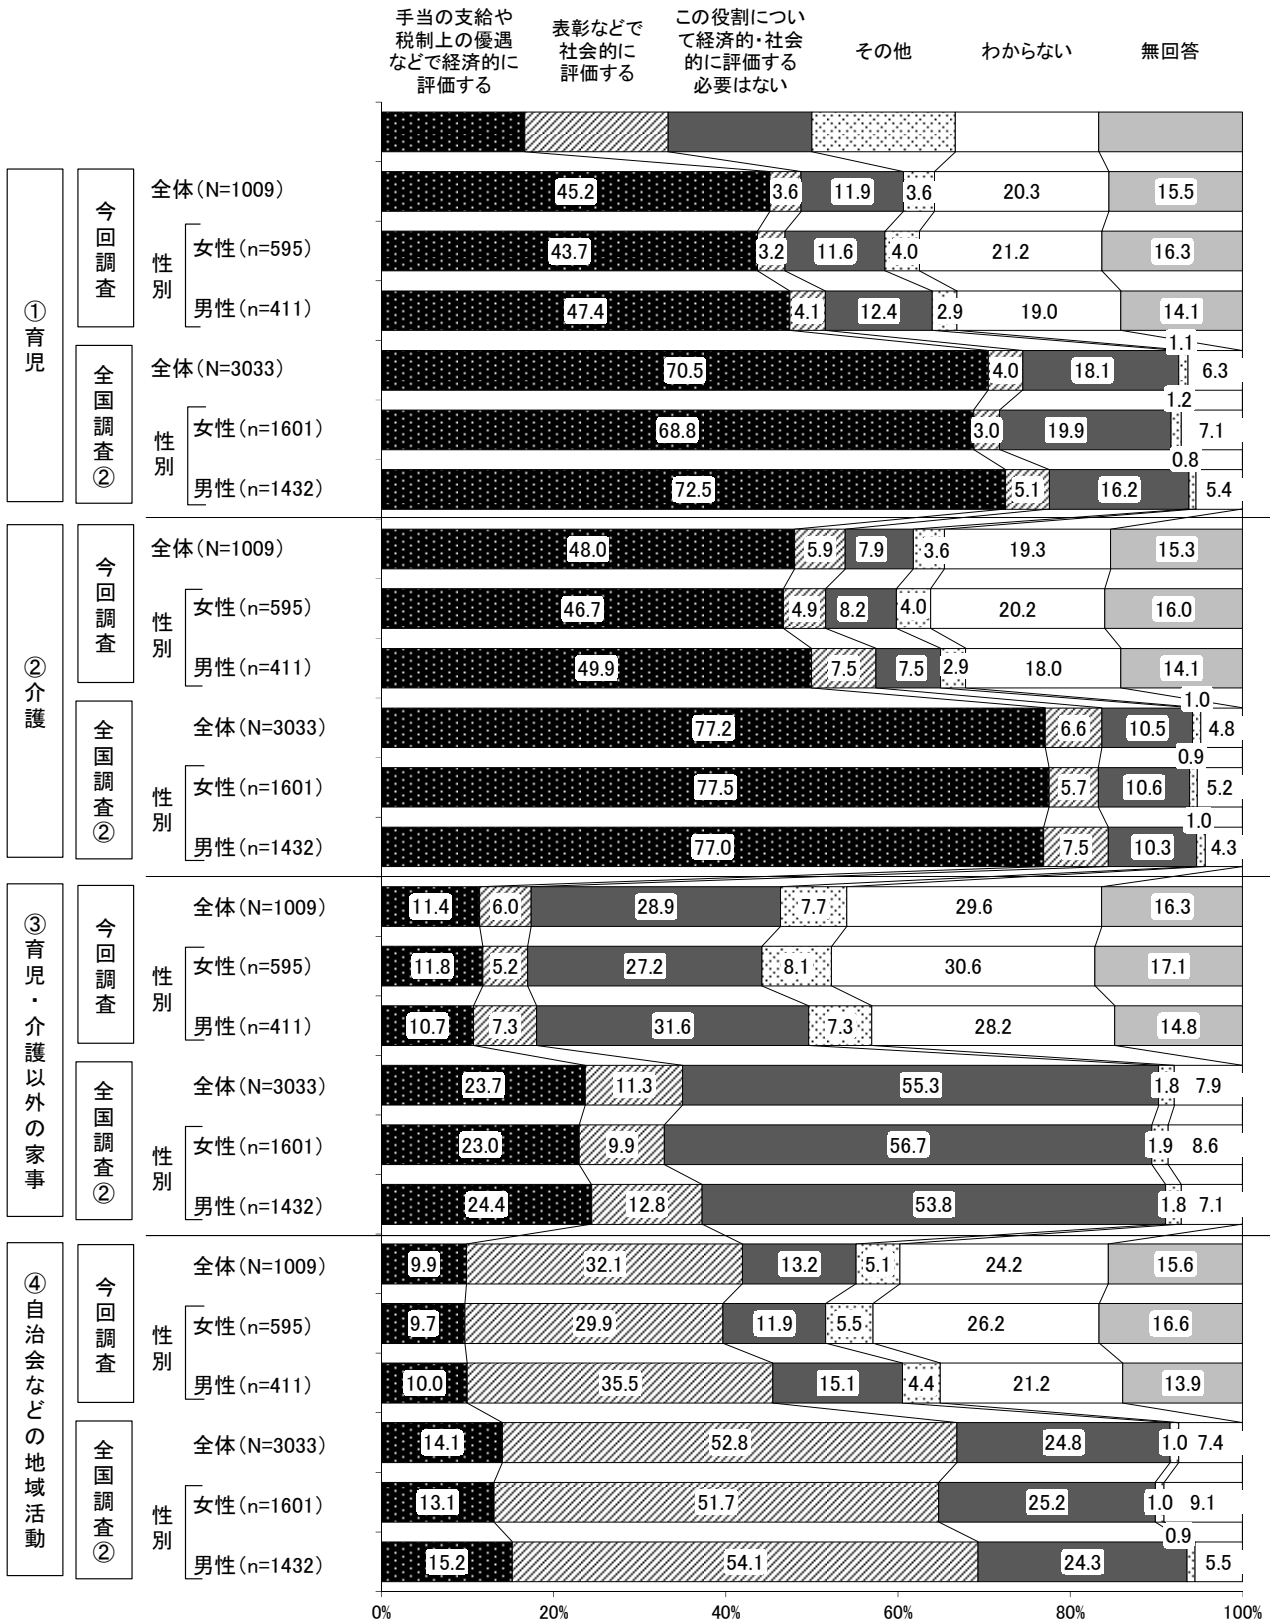 手当の支給や
税制上の優遇
などで経済的に
評価する
表彰などで
社会的に
評価する
この役割につい
て経済的・社会
的に評価する
必要はない
その他
わからない
無回答
①育児
今回調査
全体(N=1009)
45.2 3.6 11.9 3.6 20.3 15.5
性別
女性(n=595)
43.7 3.2 11.6 4.0 21.2 16.3
男性(n=411)
47.4 4.1 12.4 2.9 19.0 14.1
全国調査②
全体(N=3033)
70.5 4.0 18.1 1.1 6.3
性別
女性(n=1601)
68.8 3.0 19.9 1.2 7.1
男性(n=1432)
72.5 5.1 16.2 0.8 5.4
②介護
今回調査
全体(N=1009)
48.0 5.9 7.9 3.6 19.3 15.3
性別
女性(n=595)
46.7 4.9 8.2 4.0 20.2 16.0
男性(n=411)
49.9 7.5 7.5 2.9 18.0 14.1
全国調査②
全体(N=3033)
77.2 6.6 10.5 1.0 4.8
性別
女性(n=1601)
77.5 5.7 10.6 0.9 5.2
男性(n=1432)
77.0 7.5 10.3 1.0 4.3
③育児・介護以外の家事
今回調査
全体(N=1009)
11.4 6.0 28.9 7.7 29.6 16.3
性別
女性(n=595)
11.8 5.2 27.2 8.1 30.6 17.1
男性(n=411)
10.7 7.3 31.6 7.3 28.2 14.8
全国調査②
全体(N=3033)
23.7 11.3 55.3 1.8 7.9
性別
女性(n=1601)
23.0 9.9 56.7 1.9 8.6
男性(n=1432)
24.4 12.8 53.8 1.8 7.1
④自治会などの地域活動
今回調査
全体(N=1009)
9.9 32.1 13.2 5.1 24.2 15.6
性別
女性(n=595)
9.7 29.9 11.9 5.5 26.2 16.6
男性(n=411)
10.0 35.5 15.1 4.4 21.2 13.9
全国調査②
全体(N=3033)
14.1 52.8 24.8 1.0 7.4
性別
女性(n=1601)
13.1 51.7 25.2 1.0 9.1
男性(n=1432)
15.2 54.1 24.3 0.9 5.5
0% 20% 40% 60% 80% 100%